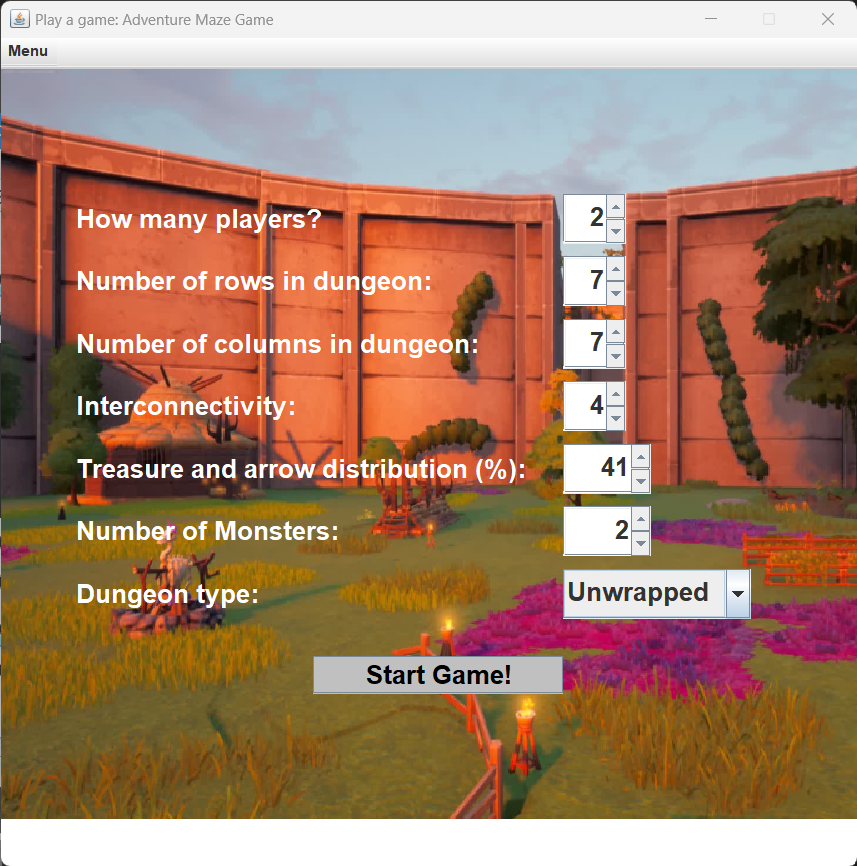 Play a game: Adventure Maze Game
Menu
How many players? 2
Number of rows in dungeon: 7
Number of columns in dungeon: 7
Interconnectivity: 4
Treasure and arrow distribution (%): 41
Number of Monsters: 2
Dungeon type: Unwrapped
Start Game!